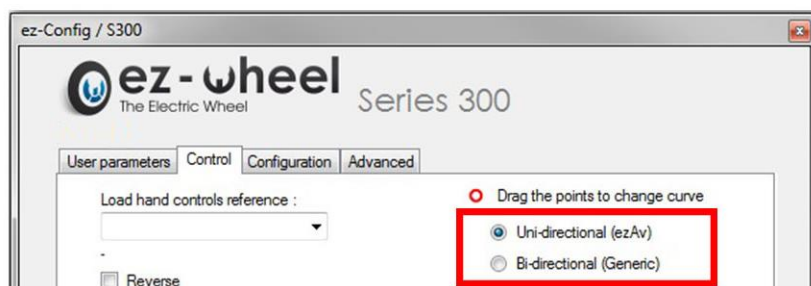 ez-Config / S300
ez-wheel
The Electric Wheel
Series 300
User parameters Control Configuration Advanced
Load hand controls reference :
-
Reverse
Drag the points to change curve
Uni-directional (ezAv)
Bi-directional (Generic)